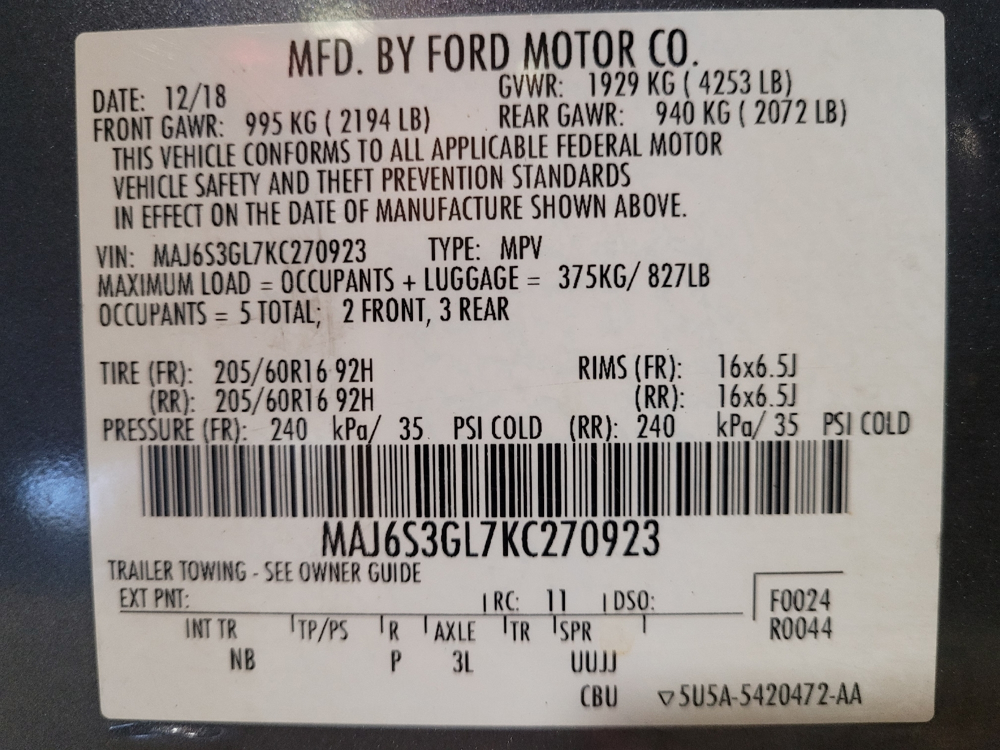 MFD. BY FORD MOTOR CO.
DATE: 12/18 GVWR: 1929 KG ( 4253 LB)
FRONT GAWR: 995 KG ( 2194 LB) REAR GAWR: 940 KG ( 2072 LB)
THIS VEHICLE CONFORMS TO ALL APPLICABLE FEDERAL MOTOR
VEHICLE SAFETY AND THEFT PREVENTION STANDARDS
IN EFFECT ON THE DATE OF MANUFACTURE SHOWN ABOVE.
VIN: MAJ6S3GL7KC270923 TYPE: MPV
MAXIMUM LOAD = OCCUPANTS + LUGGAGE = 375KG/ 827LB
OCCUPANTS = 5 TOTAL; 2 FRONT, 3 REAR
TIRE (FR): 205/60R16 92H RIMS (FR): 16x6.5J
(RR): 205/60R16 92H (RR): 16x6.5J
PRESSURE (FR): 240 kPa/ 35 PSI COLD (RR): 240 kPa/ 35 PSI COLD
MAJ6S3GL7KC270923
TRAILER TOWING - SEE OWNER GUIDE
EXT PNT: RC: 11 DSO: F0024
INT TR TP/PS R AXLE TR SPR R0044
NB P 3L UUJJ
CBU ▽5U5A-5420472-AA